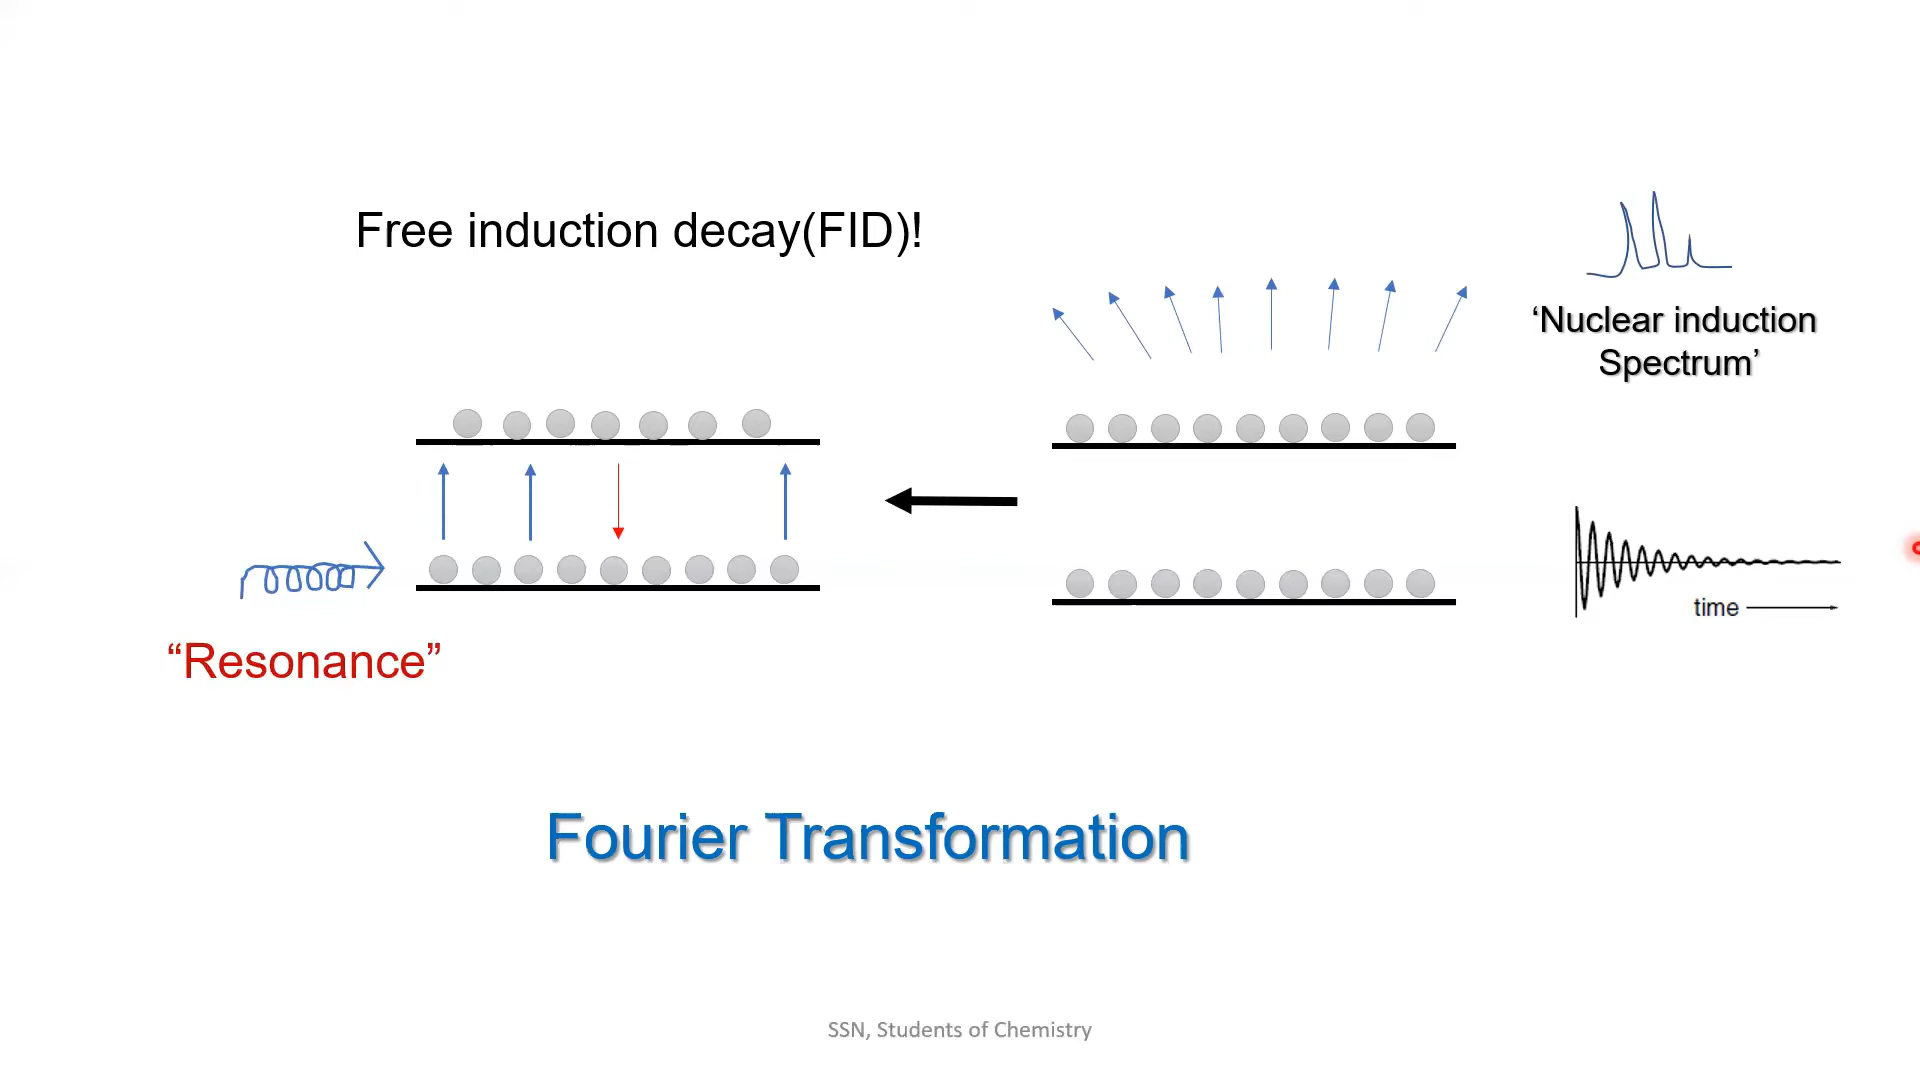 Free induction decay(FID)!
‘Nuclear induction
Spectrum’
time
“Resonance”
Fourier Transformation
SSN, Students of Chemistry